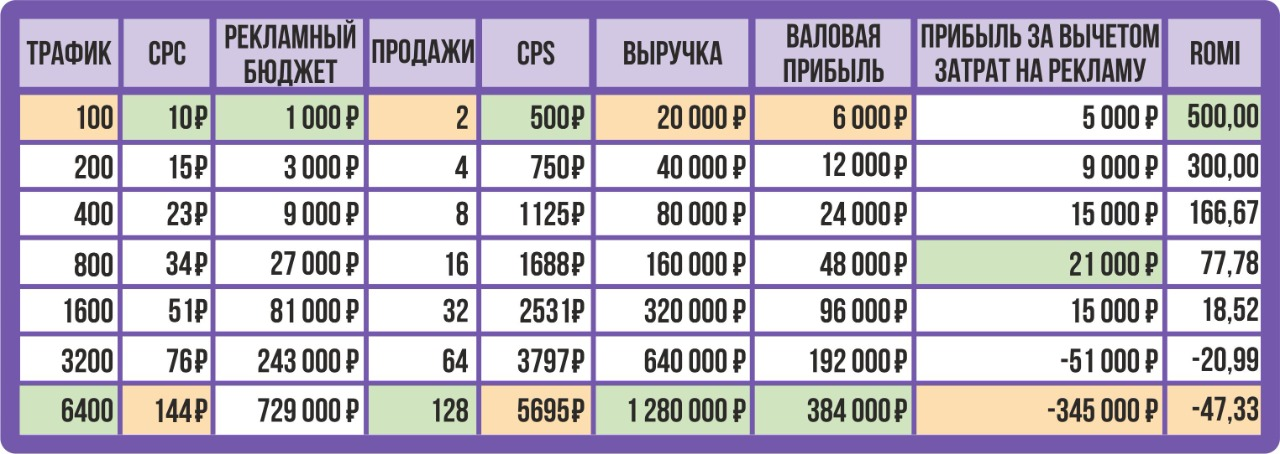 ТРАФИК CPC РЕКЛАМНЫЙ БЮДЖЕТ ПРОДАЖИ CPS ВЫРУЧКА ВАЛОВАЯ ПРИБЫЛЬ ПРИБЫЛЬ ЗА ВЫЧЕТОМ ЗАТРАТ НА РЕКЛАМУ ROMI
100 10₽ 1 000 ₽ 2 500₽ 20 000 ₽ 6 000₽ 5 000 ₽ 500,00
200 15₽ 3 000 ₽ 4 750₽ 40 000 ₽ 12 000₽ 9 000 ₽ 300,00
400 23₽ 9 000 ₽ 8 1125₽ 80 000 ₽ 24 000 ₽ 15 000 ₽ 166,67
800 34₽ 27 000 ₽ 16 1688₽ 160 000 ₽ 48 000 ₽ 21 000 ₽ 77,78
1600 51₽ 81 000 ₽ 32 2531₽ 320 000 ₽ 96 000 ₽ 15 000 ₽ 18,52
3200 76₽ 243 000 ₽ 64 3797₽ 640 000 ₽ 192 000 ₽ -51 000 ₽ -20,99
6400 144₽ 729 000 ₽ 128 5695₽ 1 280 000 ₽ 384 000 ₽ -345 000 ₽ -47,33